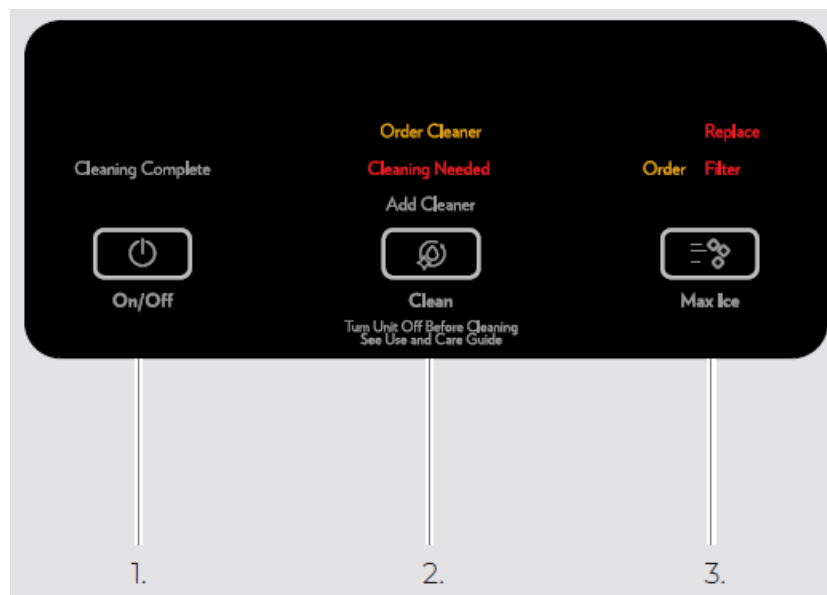 Order Cleaner
Replace
Cleaning Complete
Cleaning Needed
Order Filter
Add Cleaner
On/Off
Clean
Max Ice
Turn Unit Off Before Cleaning
See Use and Care Guide
1.
2.
3.